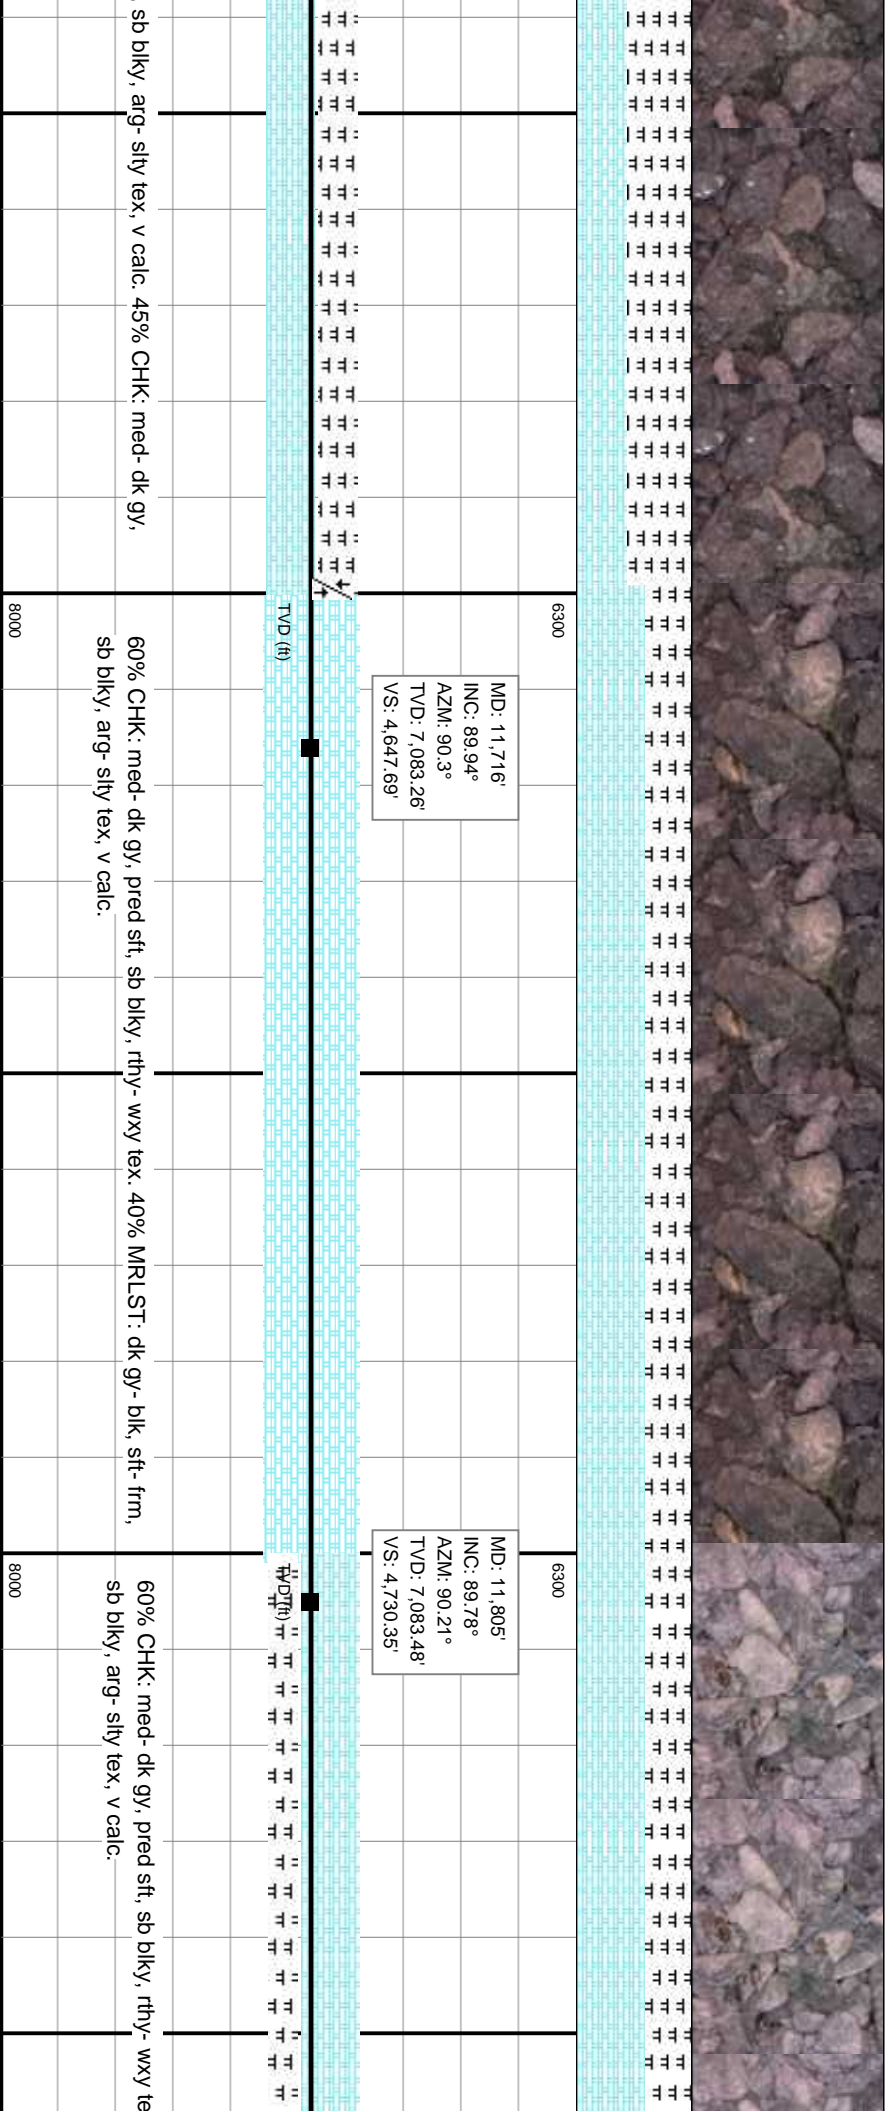 sb blky, arg- slty tex, v calc. 45% CHK: med- dk gy,
6300
TVD (ft)
8000
MD: 11,716'
INC: 89.94°
AZM: 90.3°
TVD: 7,083.26'
VS: 4,647.69'
60% CHK: med- dk gy, pred sft, sb blky, rthy- wxy tex. 40% MRLST: dk gy- blk, sft- frm,
sb blky, arg- slty tex, v calc.
6300
TVD (ft)
8000
MD: 11,805'
INC: 89.78°
AZM: 90.21°
TVD: 7,083.48'
VS: 4,730.35'
60% CHK: med- dk gy, pred sft, sb blky, rthy- wxy te
sb blky, arg- slty tex, v calc.